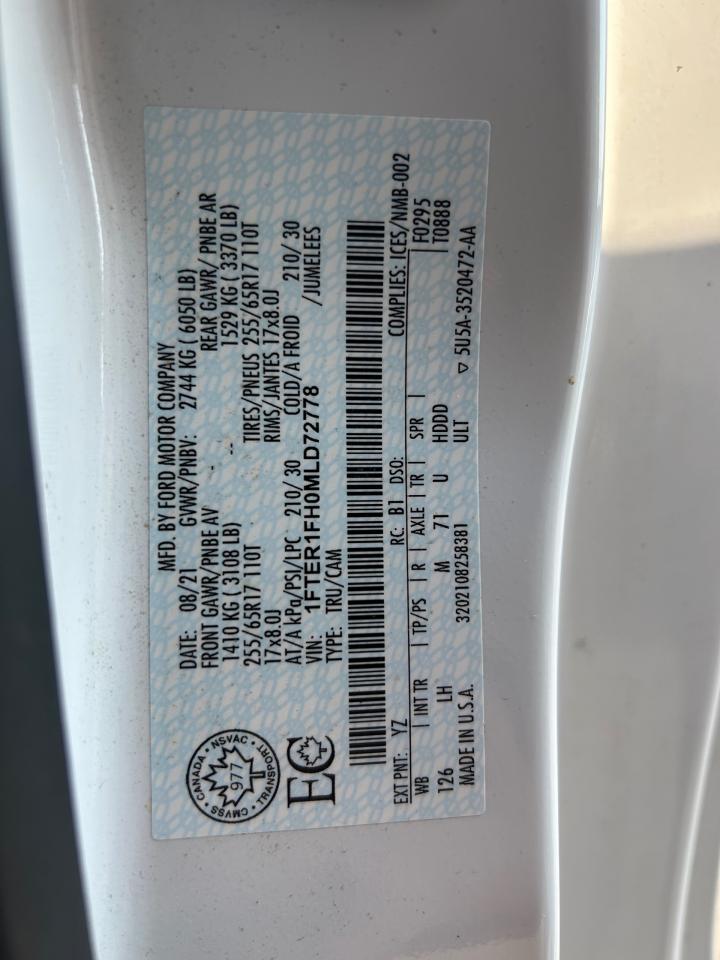 MFD. BY FORD MOTOR COMPANY
DATE: 08/21 GVWR/PNBV: 2744 KG ( 6050 LB)
FRONT GAWR/PNBE AV REAR GAWR/ PNBE AR
1410 KG ( 3108 LB) 1529 KG ( 3370 LB)
255/65R17 110T TIRES/PNEUS 255/65R17 110T
17x8.0J RIMS/JANTES 17x8.0J
AT/A kPa/PSI/LPC 210/ 30 COLD/A FROID 210/ 30
VIN: 1FTER1FH0MLD72778 /JUMELEES
TYPE: TRU/CAM
CANADA • NSVAC • TRANSPORT • CMVSS
977
EC
EXT PNT: YZ RC: B1 DSO: COMPLIES: ICES/NMB-002
WB INT TR TP/PS R AXLE TR SPR F0295
126 LH M 71 U HDDD T0888
MADE IN U.S.A. 3202108258381 ULT ▽ 5U5A-3520472-AA